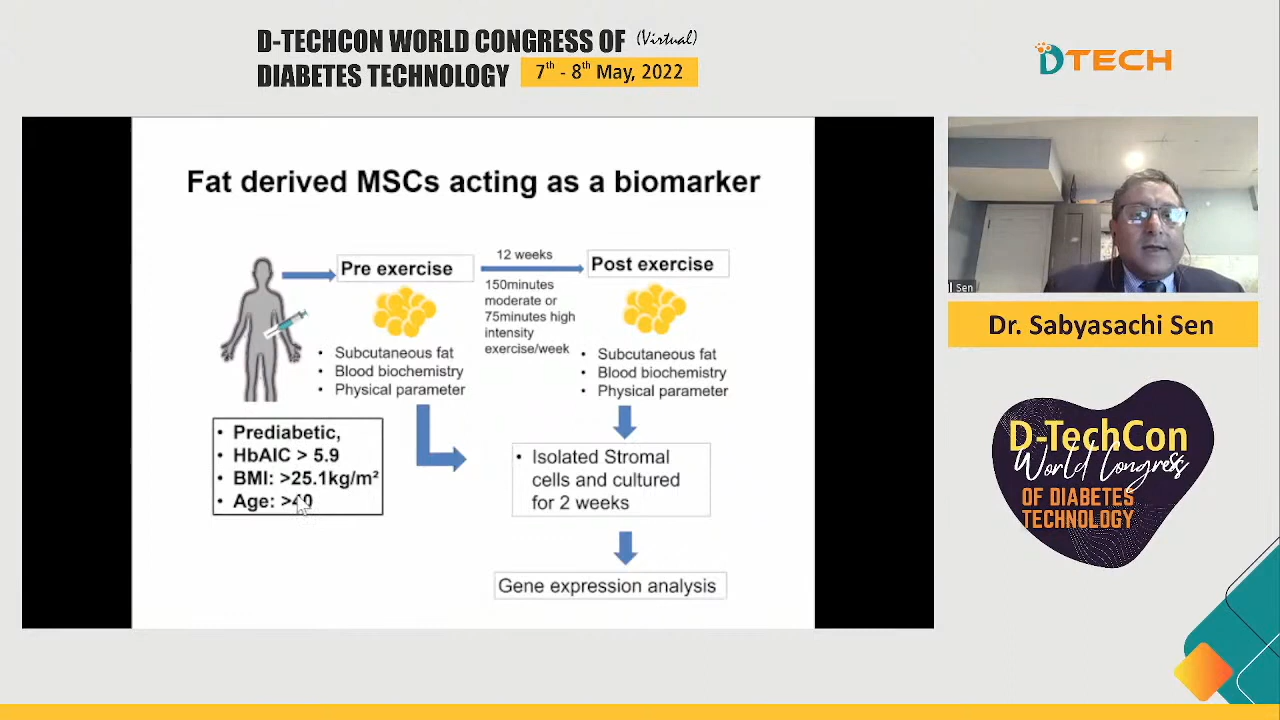 D-TECHCON WORLD CONGRESS OF (Virtual)
DIABETES TECHNOLOGY 7th - 8th May, 2022
DTECH
Fat derived MSCs acting as a biomarker
Pre exercise
12 weeks
Post exercise
150minutes
moderate or
75minutes high
intensity
exercise/week
• Subcutaneous fat
• Blood biochemistry
• Physical parameter
• Subcutaneous fat
• Blood biochemistry
• Physical parameter
• Prediabetic,
• HbAIC > 5.9
• BMI: >25.1kg/m²
• Age: >40
• Isolated Stromal
cells and cultured
for 2 weeks
Gene expression analysis
Sen
Dr. Sabyasachi Sen
D-TechCon
World Congress
OF DIABETES
TECHNOLOGY